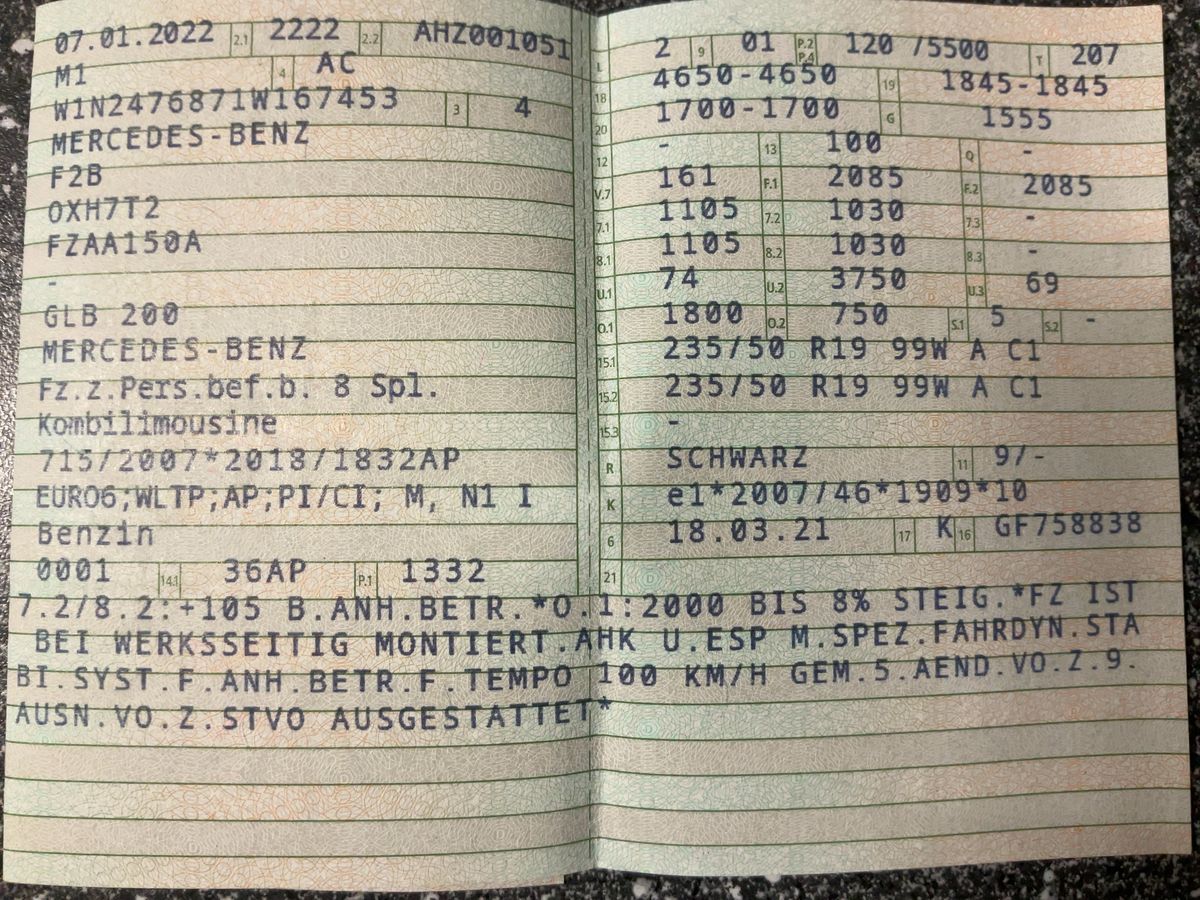 07.01.2022 2.1 2222 2.2 AHZ001051
M1 4 AC
W1N2476871W167453 3 4
MERCEDES-BENZ
F2B
OXH7T2
FZAA150A
-
GLB 200
MERCEDES-BENZ
Fz.z.Pers.bef.b. 8 Spl.
Kombilimousine
715/2007*2018/1832AP
EURO6;WLTP;AP;PI/CI; M, N1 I
Benzin
0001 14.1 36AP P.1 1332
L 2 9 01 P.2 P.4 120 /5500 T 207
18 4650-4650 19 1845-1845
20 1700-1700 G 1555
12 - 13 100 Q -
V.7 161 F.1 2085 F.2 2085
7.1 1105 7.2 1030 7.3 -
8.1 1105 8.2 1030 8.3 -
U.1 74 U.2 3750 U.3 69
O.1 1800 O.2 750 S.1 5 S.2 -
15.1 235/50 R19 99W A C1
15.2 235/50 R19 99W A C1
15.3 -
R SCHWARZ 11 9/-
K e1*2007/46*1909*10
6 18.03.21 17 K 16 GF758838
21
7.2/8.2:+105 B.ANH.BETR.*O.1:2000 BIS 8% STEIG.*FZ IST
BEI WERKSSEITIG MONTIERT.AHK U.ESP M.SPEZ.FAHRDYN.STA
BI.SYST.F.ANH.BETR.F.TEMPO 100 KM/H GEM.5.AEND.VO.Z.9.
AUSN.VO.Z.STVO AUSGESTATTET*